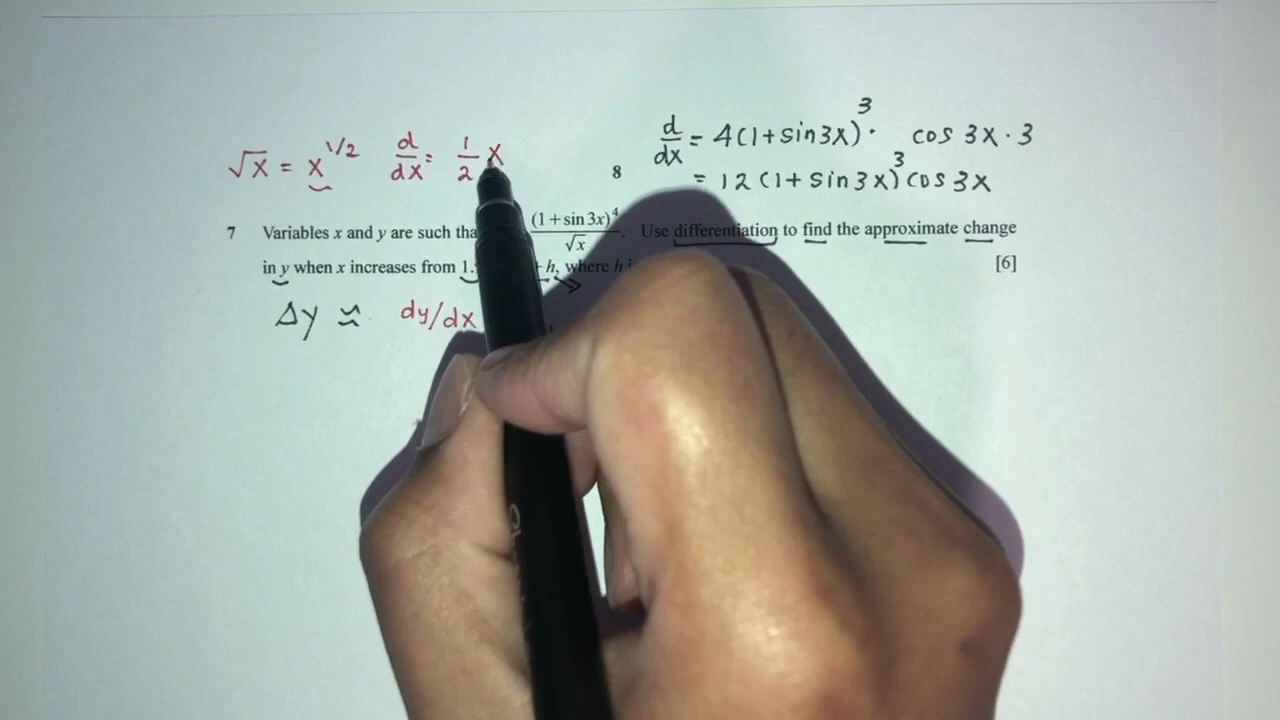 √x = x^1/2 d/dx = 1/2 x
8
d/dx = 4(1+sin3x)^3 · cos 3x · 3
= 12(1+sin3x)^3 cos 3x
7 Variables x and y are such (1 + sin 3x)^4/√x. Use differentiation to find the approximate change
in y when x increases from h, where h [6]
Δy ≈ dy/dx